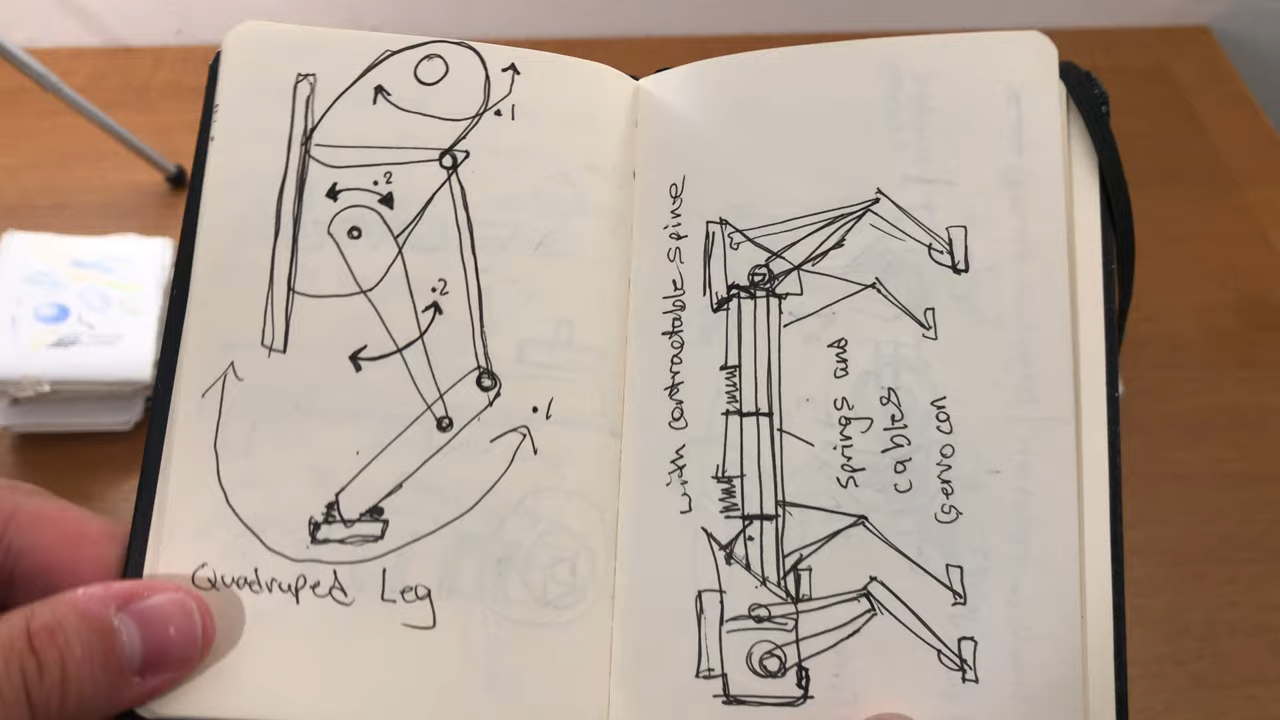 .1
.2
.2
.1
Quadruped Leg
with contractable spine
springs and
cables
servo con